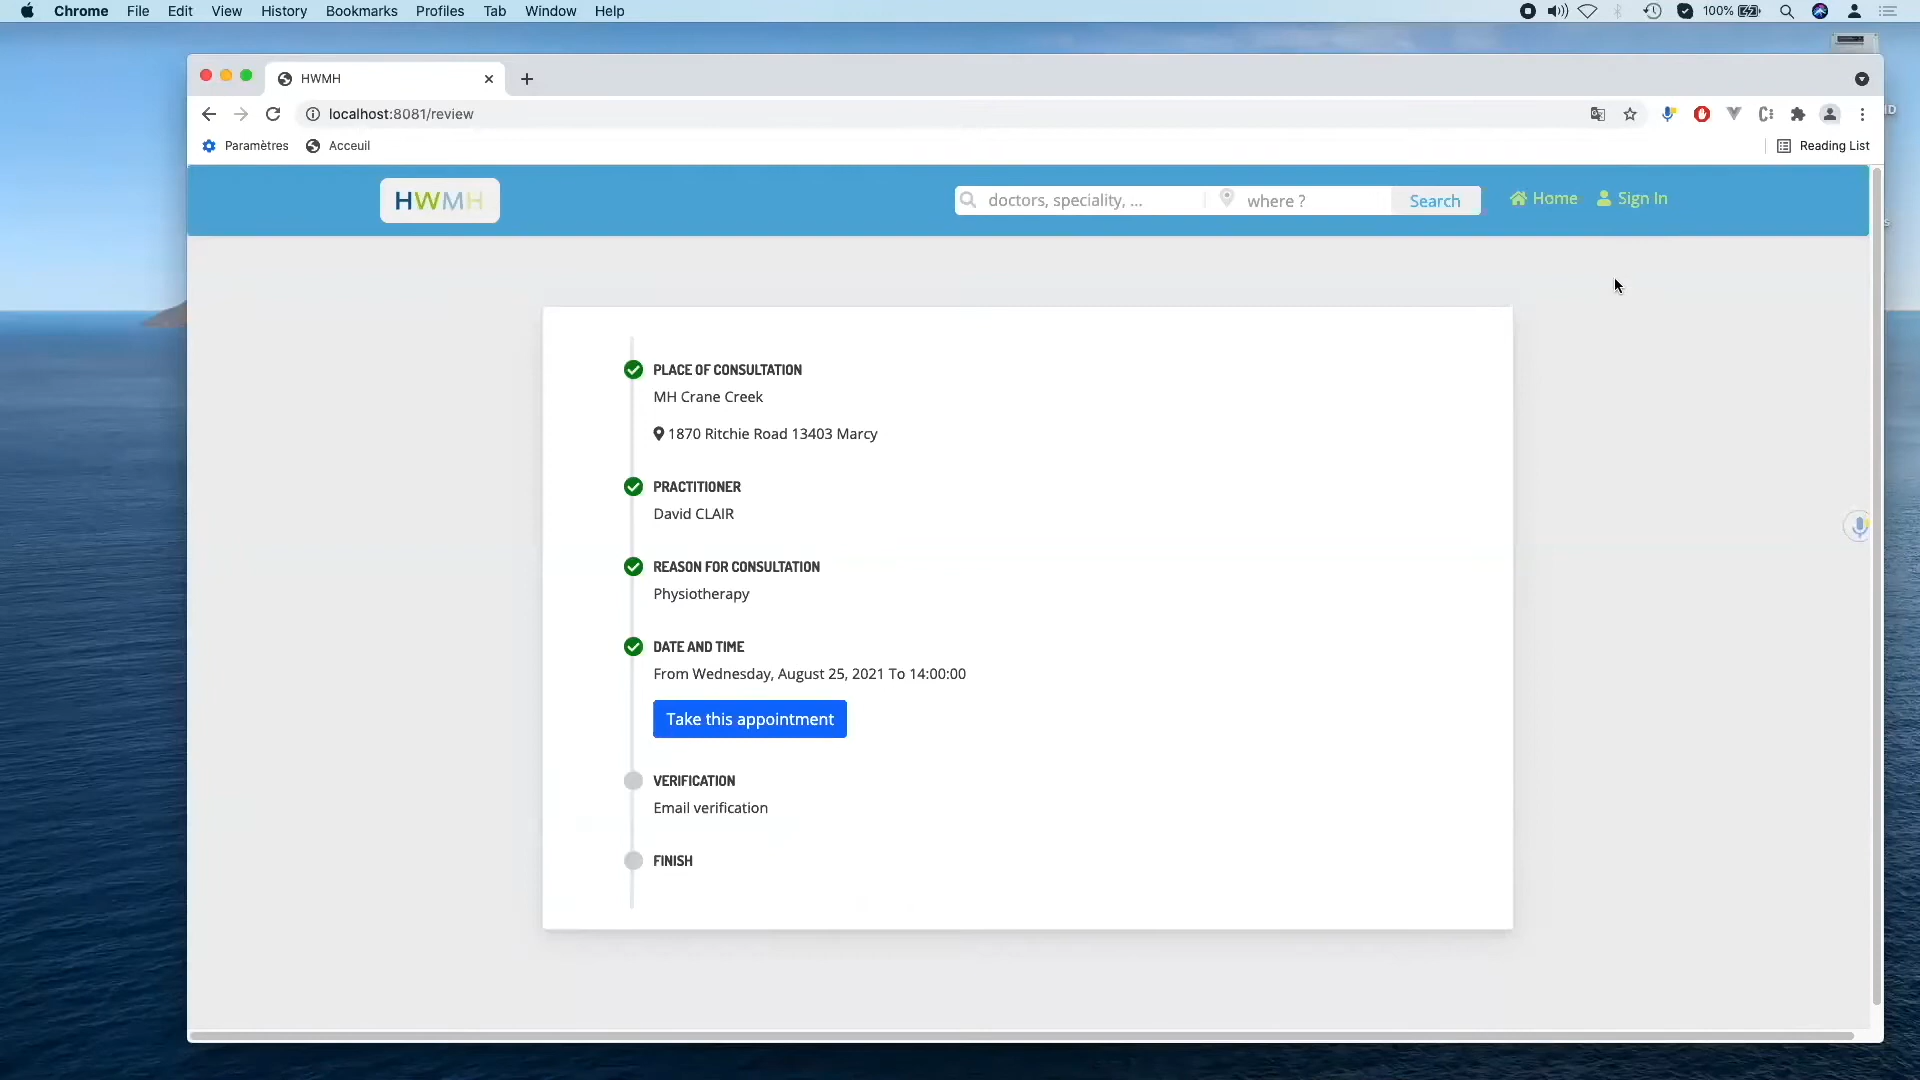 Chrome File Edit View History Bookmarks Profiles Tab Window Help 100%
HWMH
localhost:8081/review
Paramètres Acceuil Reading List
HWMH doctors, speciality, ... where ? Search Home Sign In
PLACE OF CONSULTATION
MH Crane Creek
1870 Ritchie Road 13403 Marcy
PRACTITIONER
David CLAIR
REASON FOR CONSULTATION
Physiotherapy
DATE AND TIME
From Wednesday, August 25, 2021 To 14:00:00
Take this appointment
VERIFICATION
Email verification
FINISH